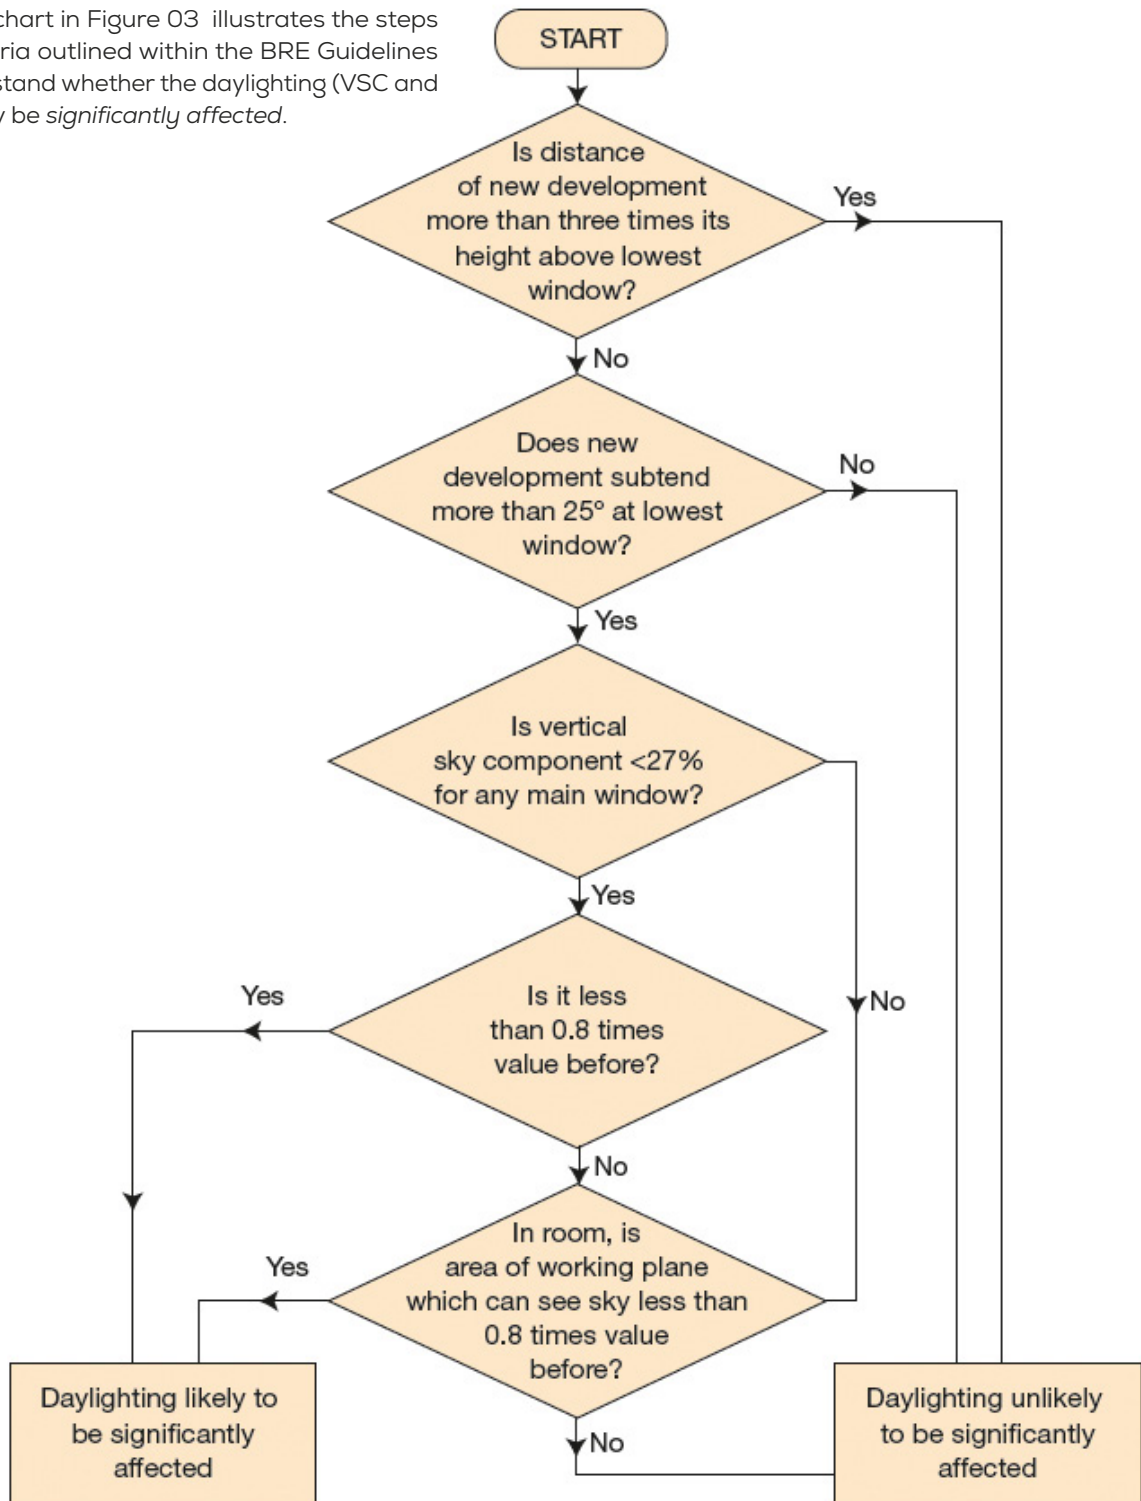 chart in Figure 03 illustrates the steps
ria outlined within the BRE Guidelines
stand whether the daylighting (VSC and
y be significantly affected.
START
Is distance
of new development
more than three times its
height above lowest
window?
Yes
No
Does new
development subtend
more than 25º at lowest
window?
No
Yes
Is vertical
sky component <27%
for any main window?
Yes
No
Is it less
than 0.8 times
value before?
Yes
No
In room, is
area of working plane
which can see sky less than
0.8 times value
before?
Yes
No
Daylighting likely to
be significantly
affected
Daylighting unlikely
to be significantly
affected